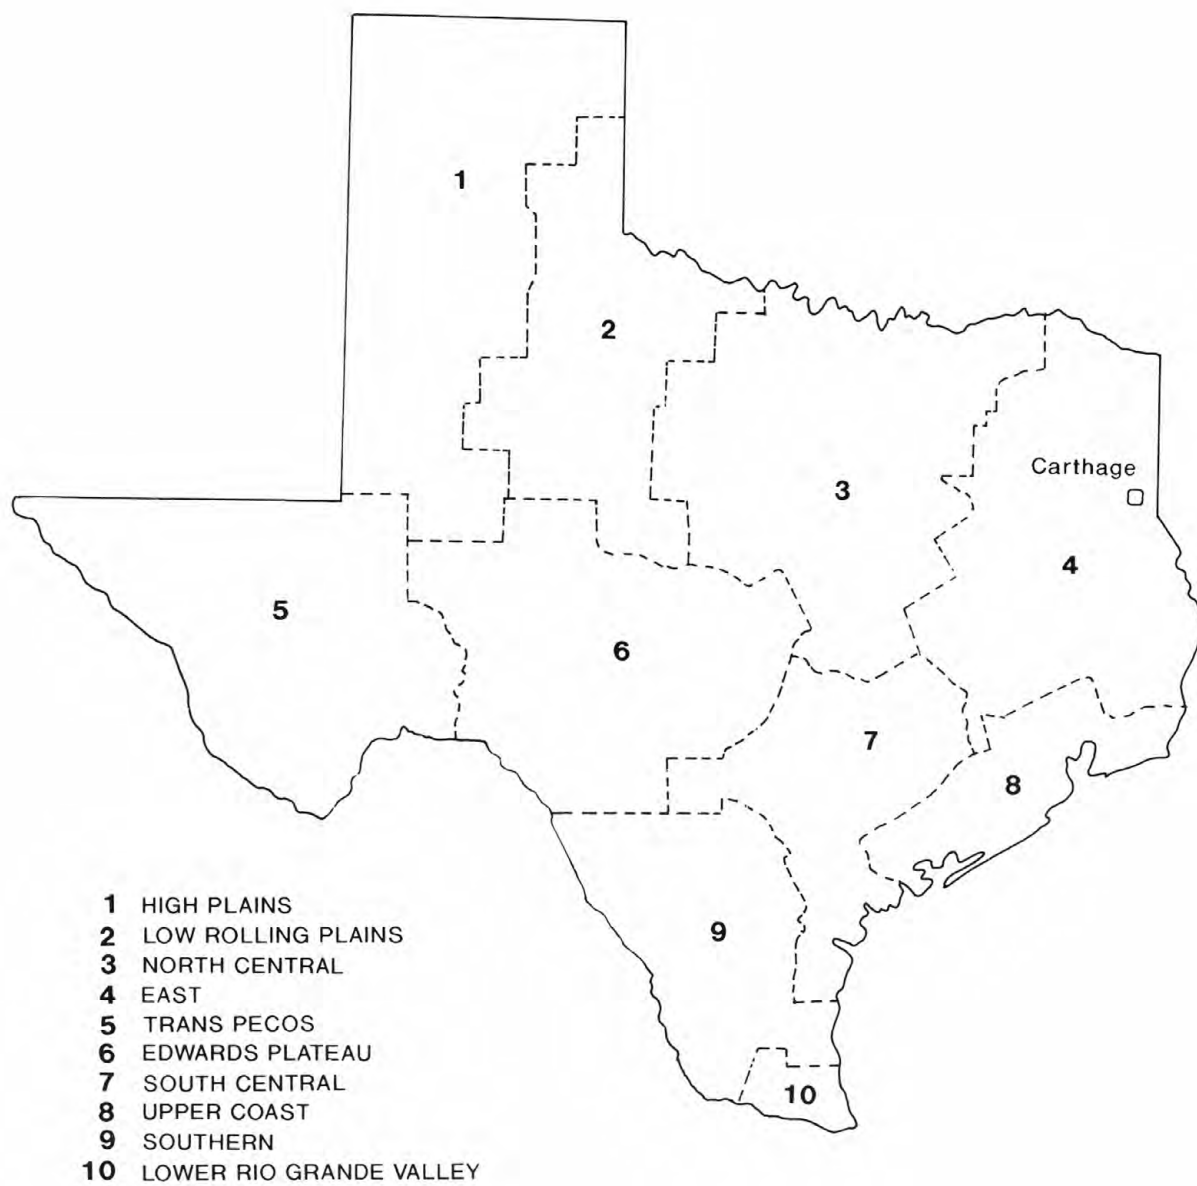 1
2
Carthage
3
4
5
6
7
8
9
10
1 HIGH PLAINS
2 LOW ROLLING PLAINS
3 NORTH CENTRAL
4 EAST
5 TRANS PECOS
6 EDWARDS PLATEAU
7 SOUTH CENTRAL
8 UPPER COAST
9 SOUTHERN
10 LOWER RIO GRANDE VALLEY